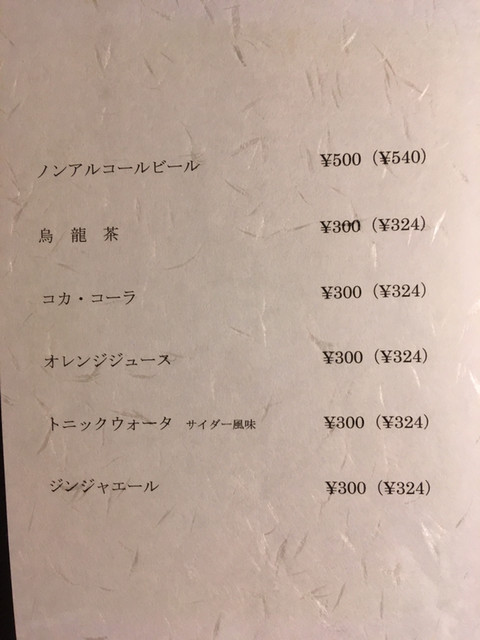 ノンアルコールビール ¥500（¥540）
烏 龍 茶 ¥300（¥324）
コカ・コーラ ¥300（¥324）
オレンジジュース ¥300（¥324）
トニックウォータ サイダー風味 ¥300（¥324）
ジンジャエール ¥300（¥324）